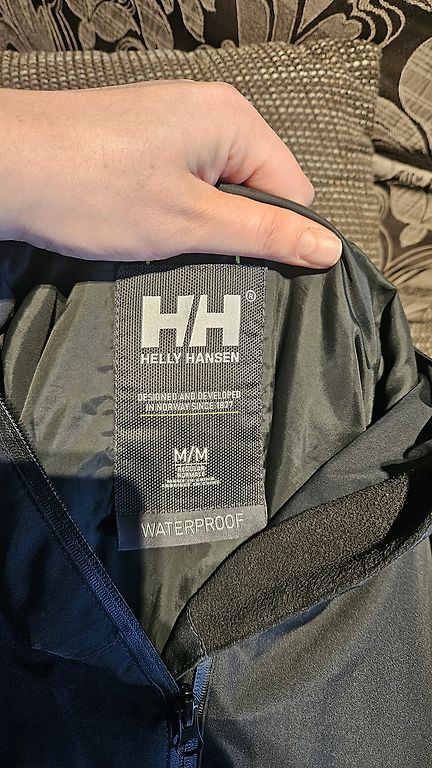 HH®
HELLY HANSEN
DESIGNED AND DEVELOPED
IN NORWAY SINCE 1877
M/M
WATERPROOF